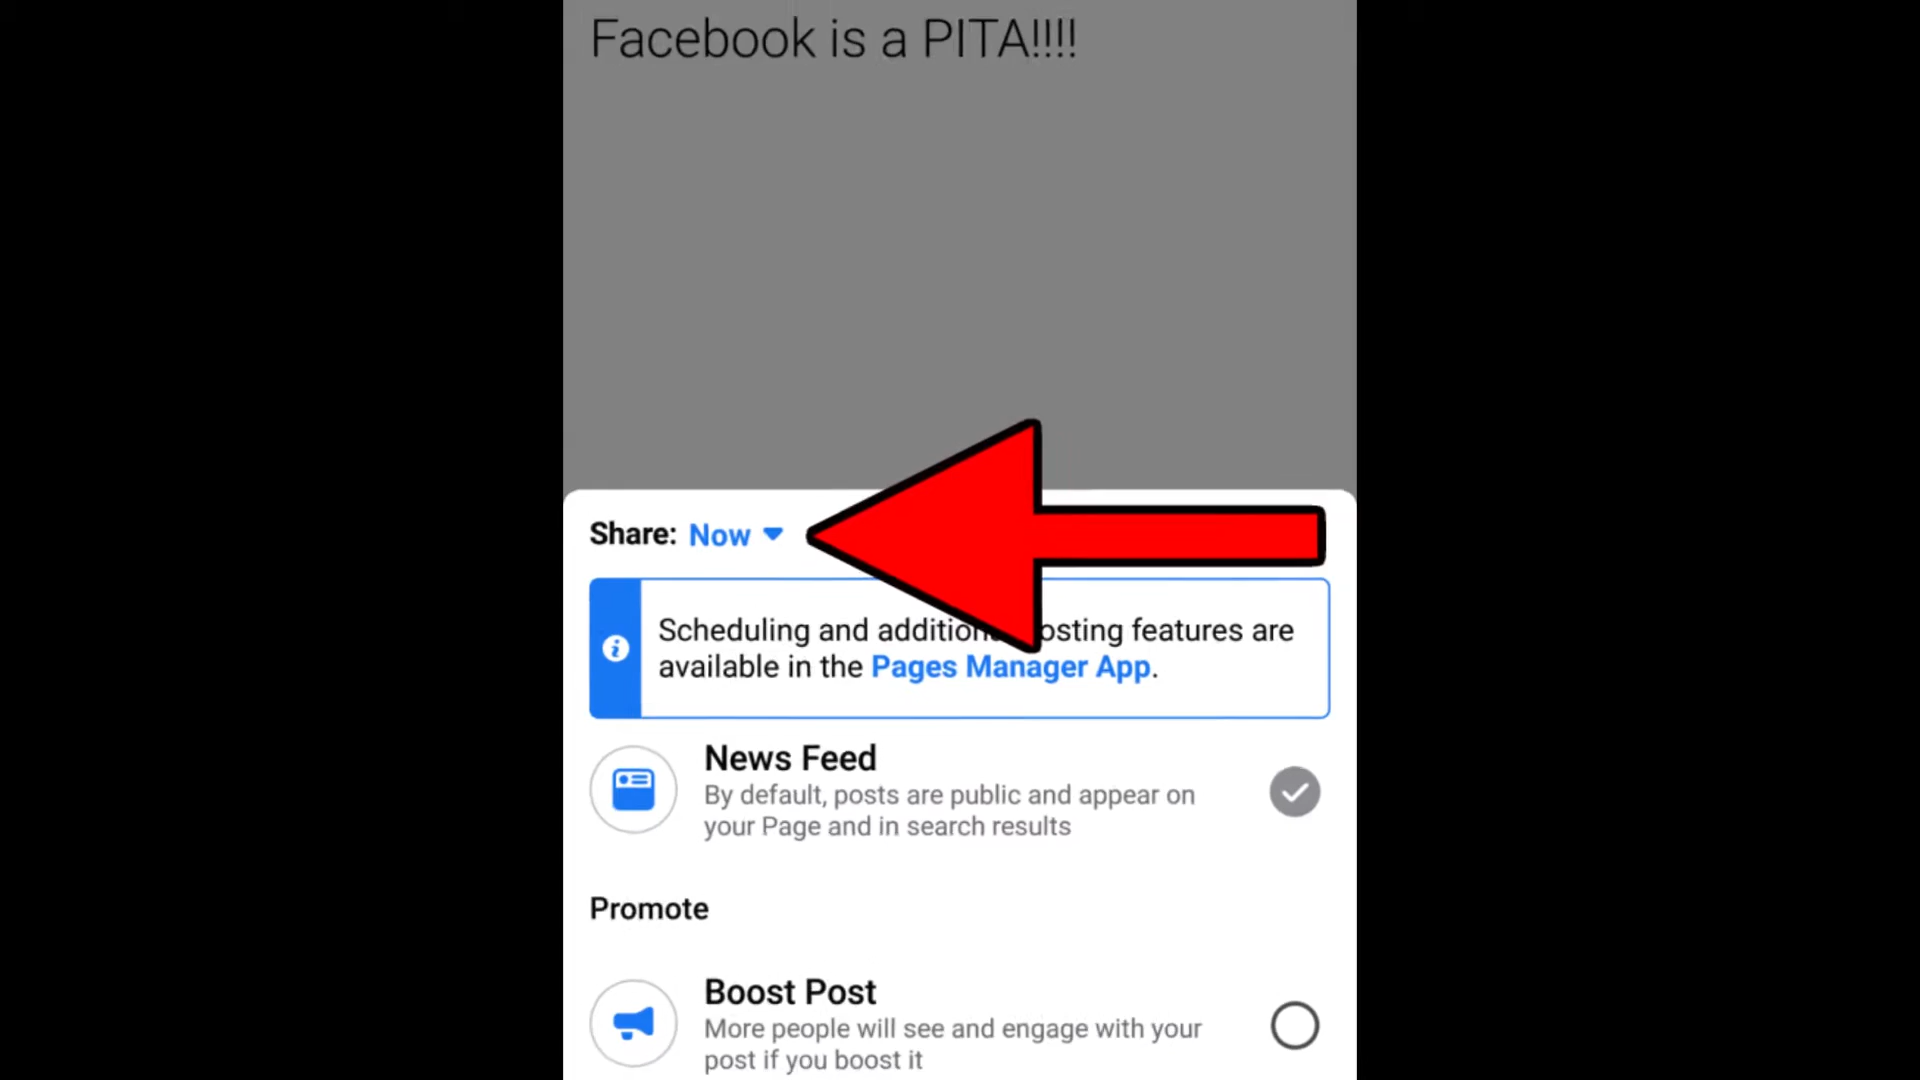 Facebook is a PITA!!!!
Share: Now
Scheduling and addition osting features are
available in the Pages Manager App.
News Feed
By default, posts are public and appear on
your Page and in search results
Promote
Boost Post
More people will see and engage with your
post if you boost it